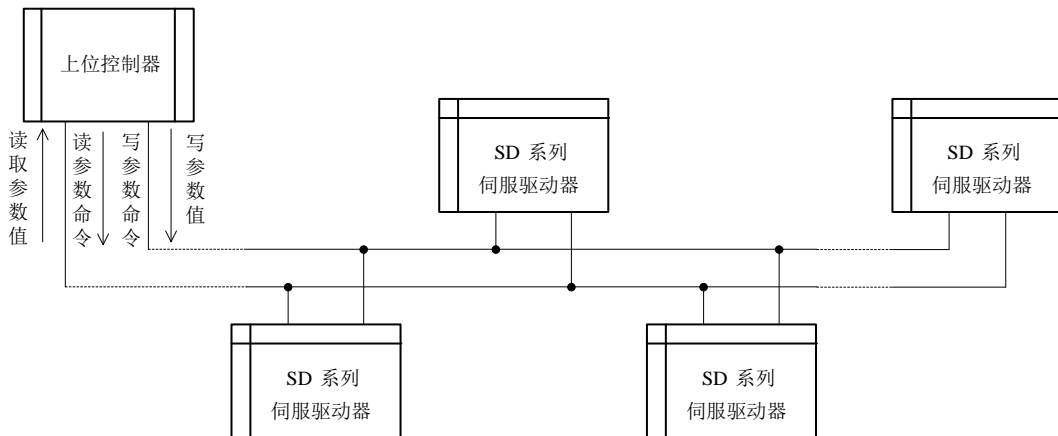 上位控制器
读取参数值
读参数命令
写参数命令
写参数值
SD 系列
伺服驱动器
SD 系列
伺服驱动器
SD 系列
伺服驱动器
SD 系列
伺服驱动器